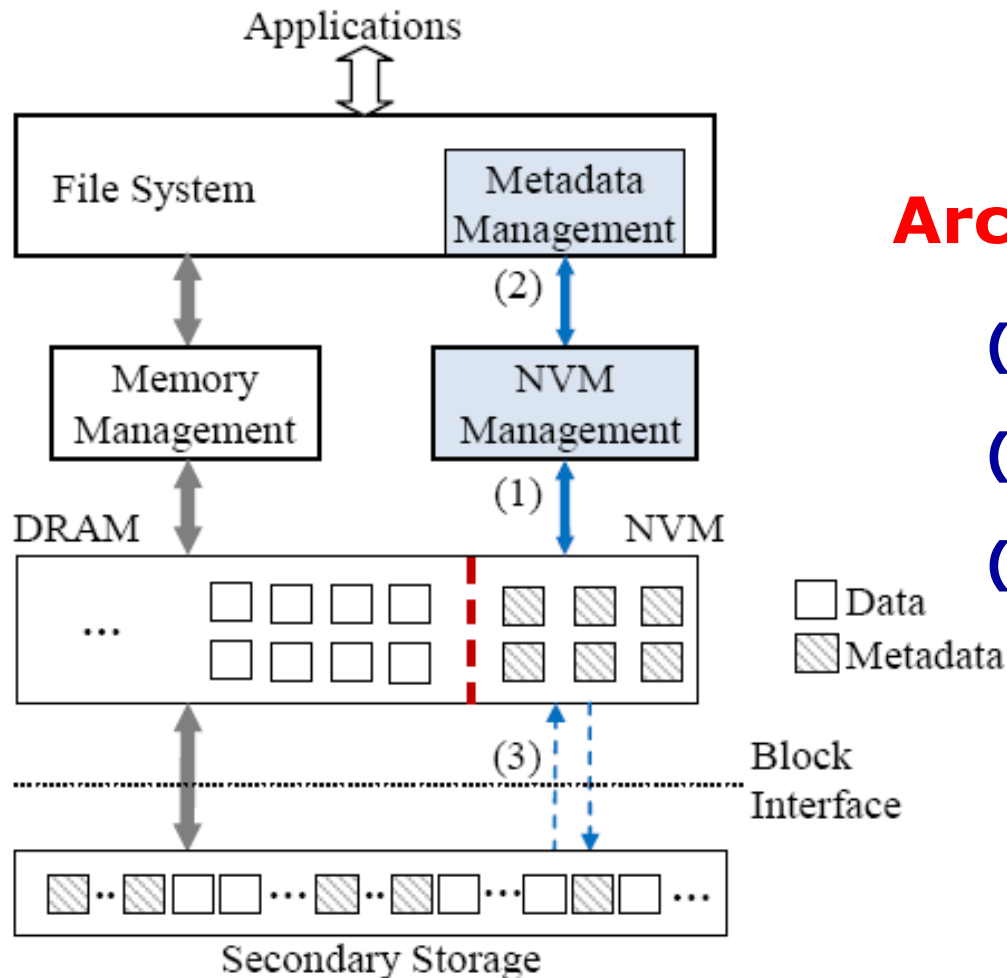 Applications
File System
Metadata
Management
(2)
Memory
Management
NVM
Management
(1)
DRAM
NVM
...
Data
Metadata
(3)
Block
Interface
.. ... .. ... ...
Secondary Storage
Arc
(
(
(